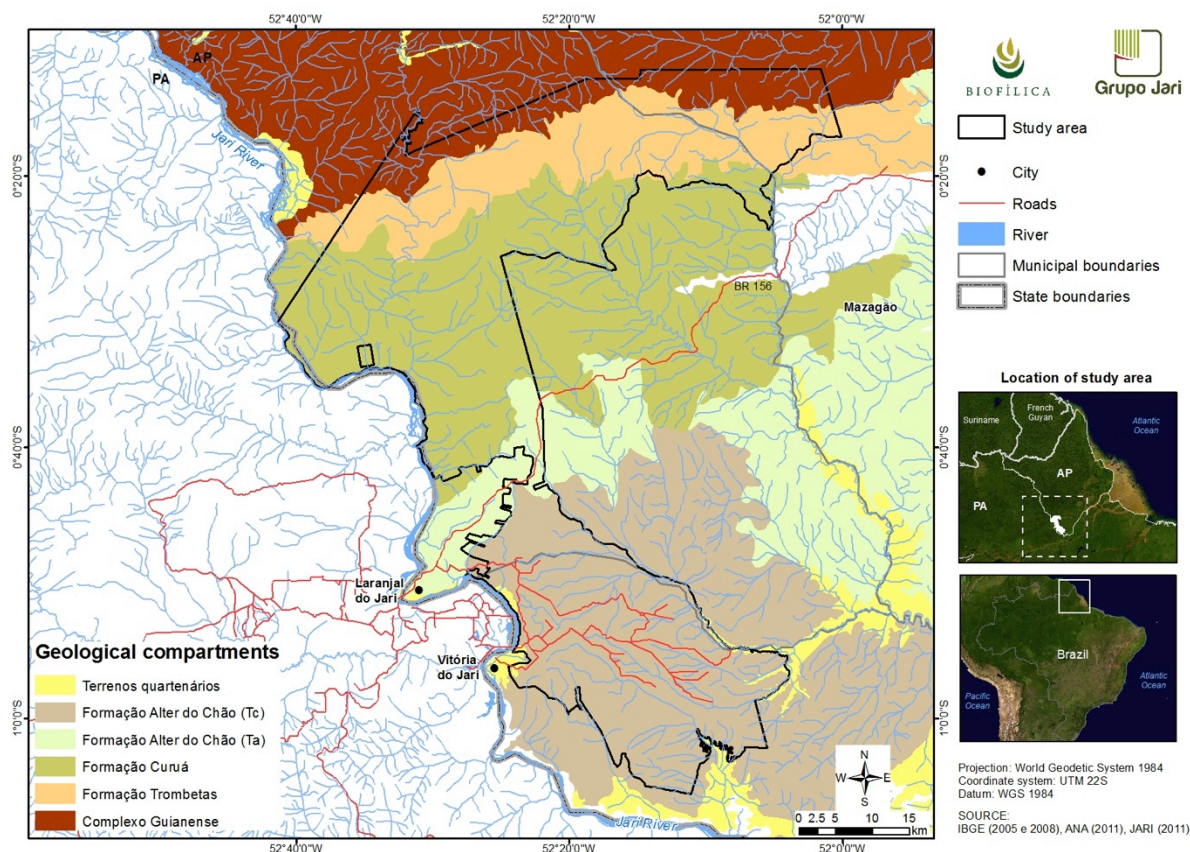 52°40'0"W
52°20'0"W
52°0'0"W
AP
PA
Jari River
0°20'0"S
0°20'0"S
BR 156
Mazagão
0°40'0"S
0°40'0"S
Laranjal
do Jari
Vitória
do Jari
1°0'0"S
1°0'0"S
Jari River
Geological compartments
Terrenos quartenários
Formação Alter do Chão (Tc)
Formação Alter do Chão (Ta)
Formação Curuá
Formação Trombetas
Complexo Guianense
N
W
E
S
0 2.5 5 10 15
km
52°40'0"W
52°20'0"W
52°0'0"W
BIOFÍLICA
Grupo Jari
Study area
City
Roads
River
Municipal boundaries
State boundaries
Location of study area
Suriname
French
Guyan
Atlantic
Ocean
AP
PA
Brazil
Pacific
Ocean
Atlantic
Ocean
Projection: World Geodetic System 1984
Coordinate system: UTM 22S
Datum: WGS 1984
SOURCE:
IBGE (2005 e 2008), ANA (2011), JARI (2011)